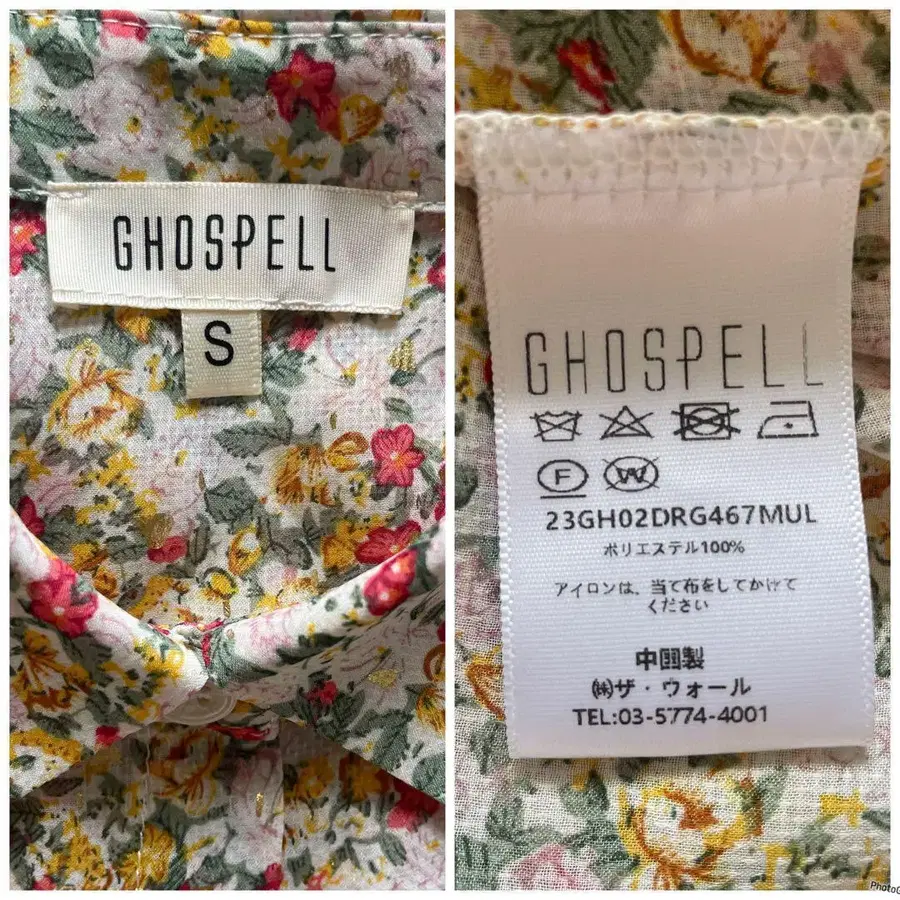 GHOSPELL
S
GHOSPELL
F
W
23GH02DRG467MUL
ポリエステル100%
アイロンは、当て布をしてかけて
ください
中国製
㈱ザ・ウォール
TEL:03-5774-4001